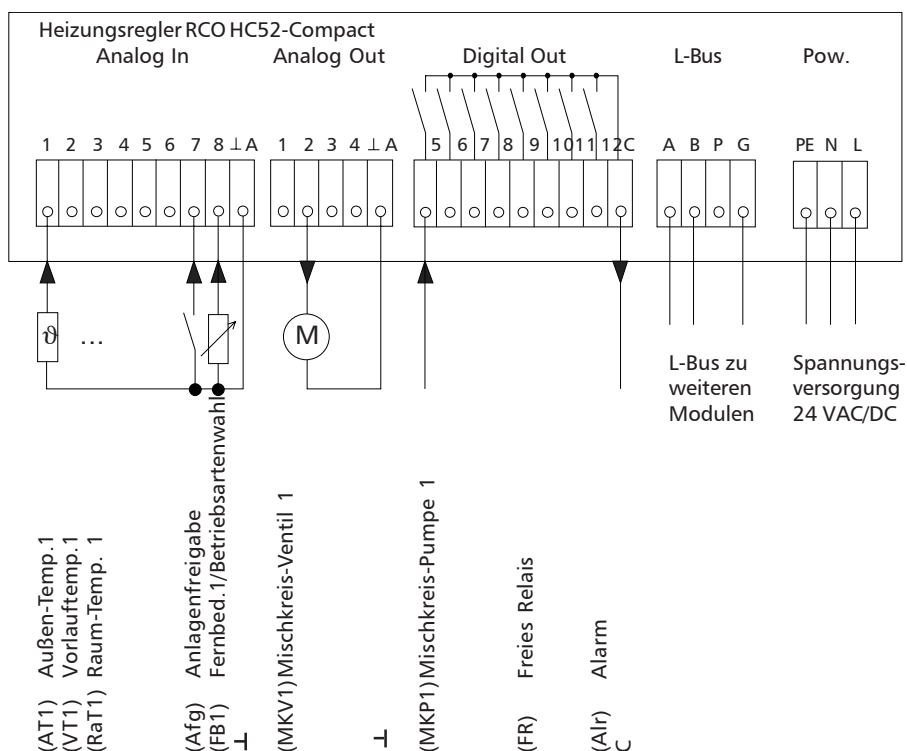 Heizungsregler RCO HC52-Compact
Analog In Analog Out Digital Out L-Bus Pow.
1 2 3 4 5 6 7 8 ⊥ A 1 2 3 4 ⊥ A 5 6 7 8 9 10 11 12 C A B P G PE N L
ϑ ... M
L-Bus zu
weiteren
Modulen
Spannungs-
versorgung
24 VAC/DC
(AT1) Außen-Temp.1
(VT1) Vorlauftemp.1
(RaT1) Raum-Temp. 1
(Afg) Anlagenfreigabe
(FB1) Fernbed.1/Betriebsartenwahl
⊥
(MKV1) Mischkreis-Ventil 1
⊥
(MKP1) Mischkreis-Pumpe 1
(FR) Freies Relais
(Alr) Alarm
C